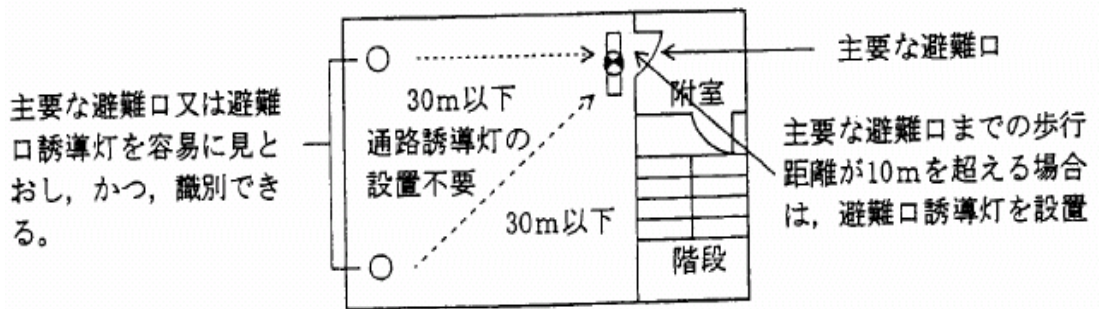 主要な避難口又は避難
口誘導灯を容易に見と
おし，かつ，識別でき
る。
30m以下
通路誘導灯の
設置不要
30m以下
附室
階段
主要な避難口
主要な避難口までの歩行
距離が10mを超える場合
は，避難口誘導灯を設置